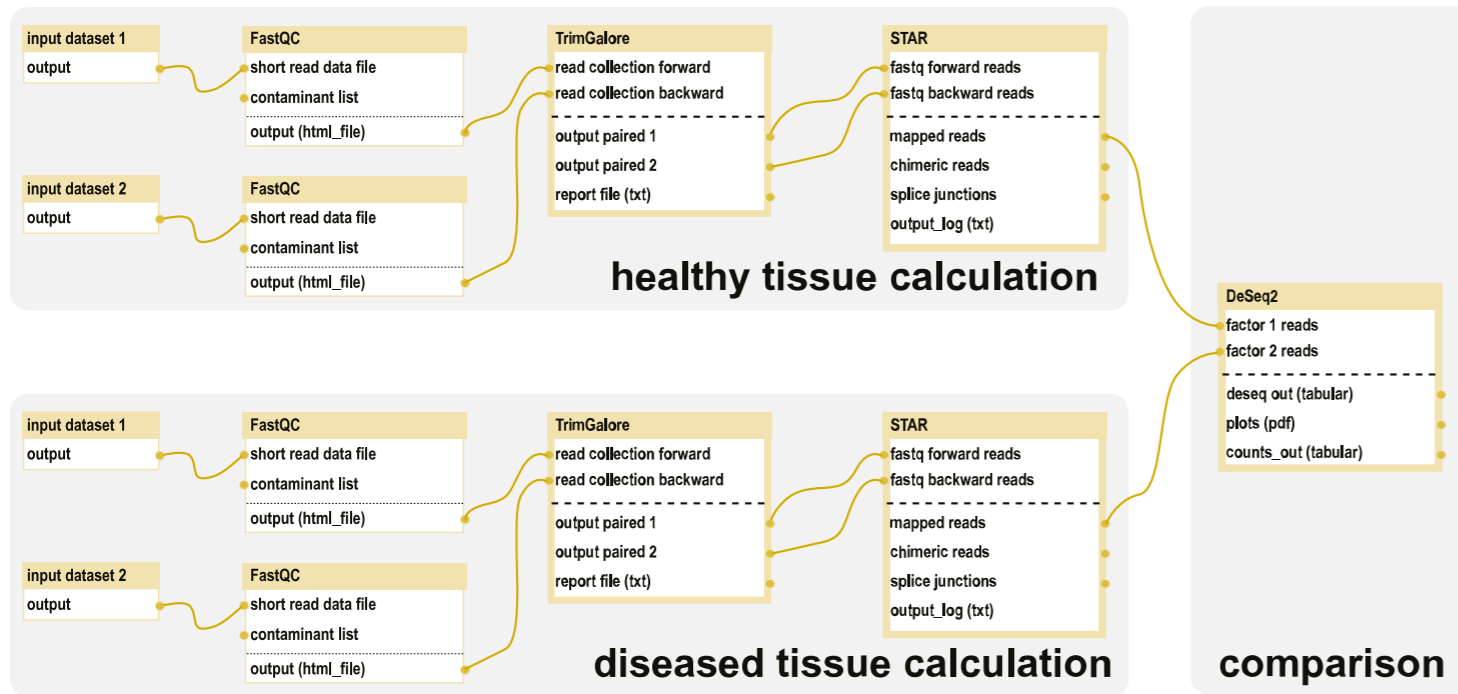 input dataset 1
output
FastQC
short read data file
contaminant list
output (html_file)
input dataset 2
output
FastQC
short read data file
contaminant list
output (html_file)
TrimGalore
read collection forward
read collection backward
output paired 1
output paired 2
report file (txt)
STAR
fastq forward reads
fastq backward reads
mapped reads
chimeric reads
splice junctions
output_log (txt)
healthy tissue calculation
input dataset 1
output
FastQC
short read data file
contaminant list
output (html_file)
input dataset 2
output
FastQC
short read data file
contaminant list
output (html_file)
TrimGalore
read collection forward
read collection backward
output paired 1
output paired 2
report file (txt)
STAR
fastq forward reads
fastq backward reads
mapped reads
chimeric reads
splice junctions
output_log (txt)
diseased tissue calculation
DeSeq2
factor 1 reads
factor 2 reads
deseq out (tabular)
plots (pdf)
counts_out (tabular)
comparison